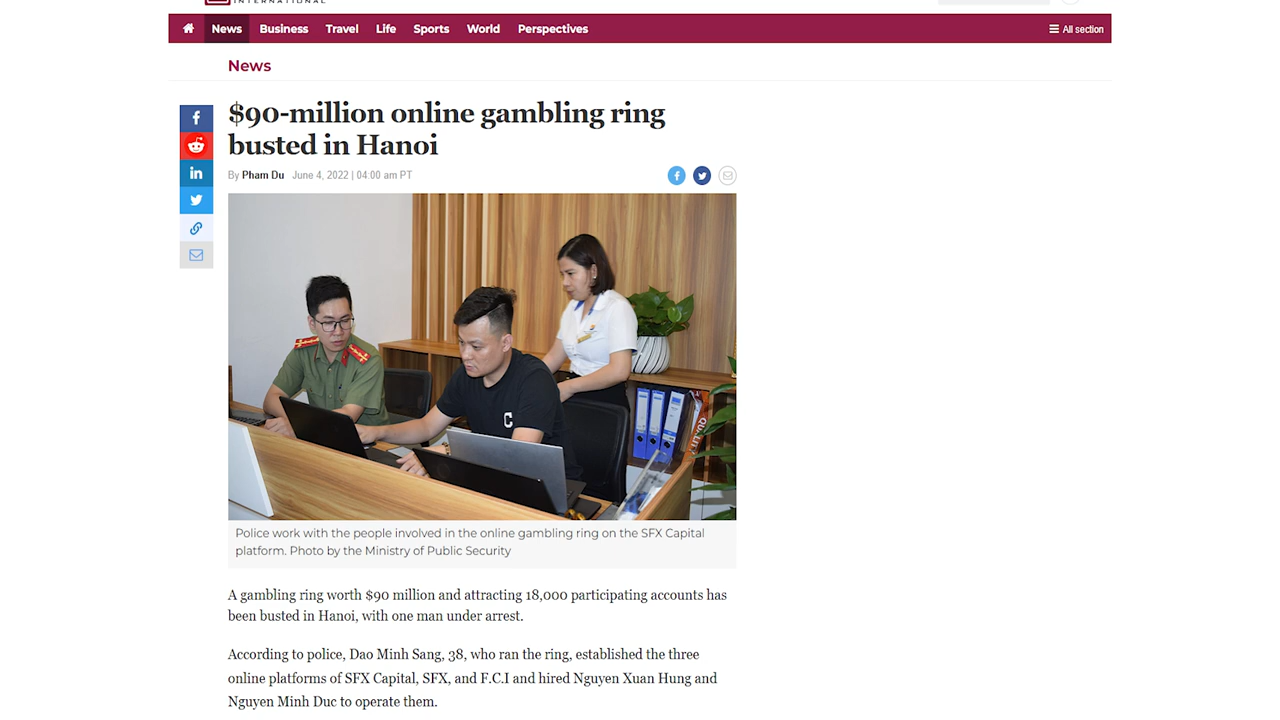 INTERNATIONAL
News
Business
Travel
Life
Sports
World
Perspectives
All section
News
$90-million online gambling ring
busted in Hanoi
By Pham Du June 4, 2022 | 04:00 am PT
C
Police work with the people involved in the online gambling ring on the SFX Capital
platform. Photo by the Ministry of Public Security
A gambling ring worth $90 million and attracting 18,000 participating accounts has
been busted in Hanoi, with one man under arrest.
According to police, Dao Minh Sang, 38, who ran the ring, established the three
online platforms of SFX Capital, SFX, and F.C.I and hired Nguyen Xuan Hung and
Nguyen Minh Duc to operate them.